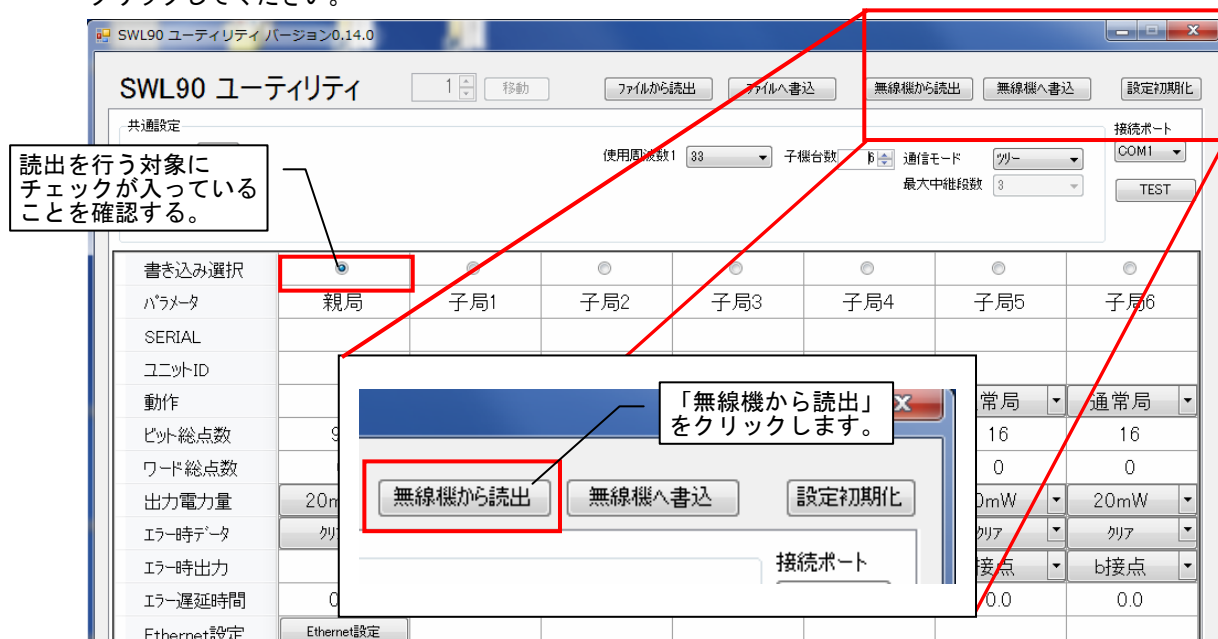 クリックしてください。
SWL90 ユーティリティ バージョン0.14.0
SWL90 ユーティリティ
1 移動 ファイルから読出 ファイルへ書込 無線機から読出 無線機へ書込 設定初期化
共通設定
接続ポート
使用周波数1 33 子機台数 6 通信モード ツリー COM1
最大中継段数 3 TEST
読出を行う対象に
チェックが入っている
ことを確認する。
書き込み選択
パラメータ 親局 子局1 子局2 子局3 子局4 子局5 子局6
SERIAL
ユニットID
動作 常局 通常局
ビット総点数 9 16 16
ワード総点数 0 0
出力電力量 20m 0mW 20mW
エラー時データ クリ クリア クリア
エラー時出力 接点 b接点
エラー遅延時間 0 0.0 0.0
Ethernet設定 Ethernet設定
「無線機から読出」
をクリックします。
無線機から読出 無線機へ書込 設定初期化
接続ポート